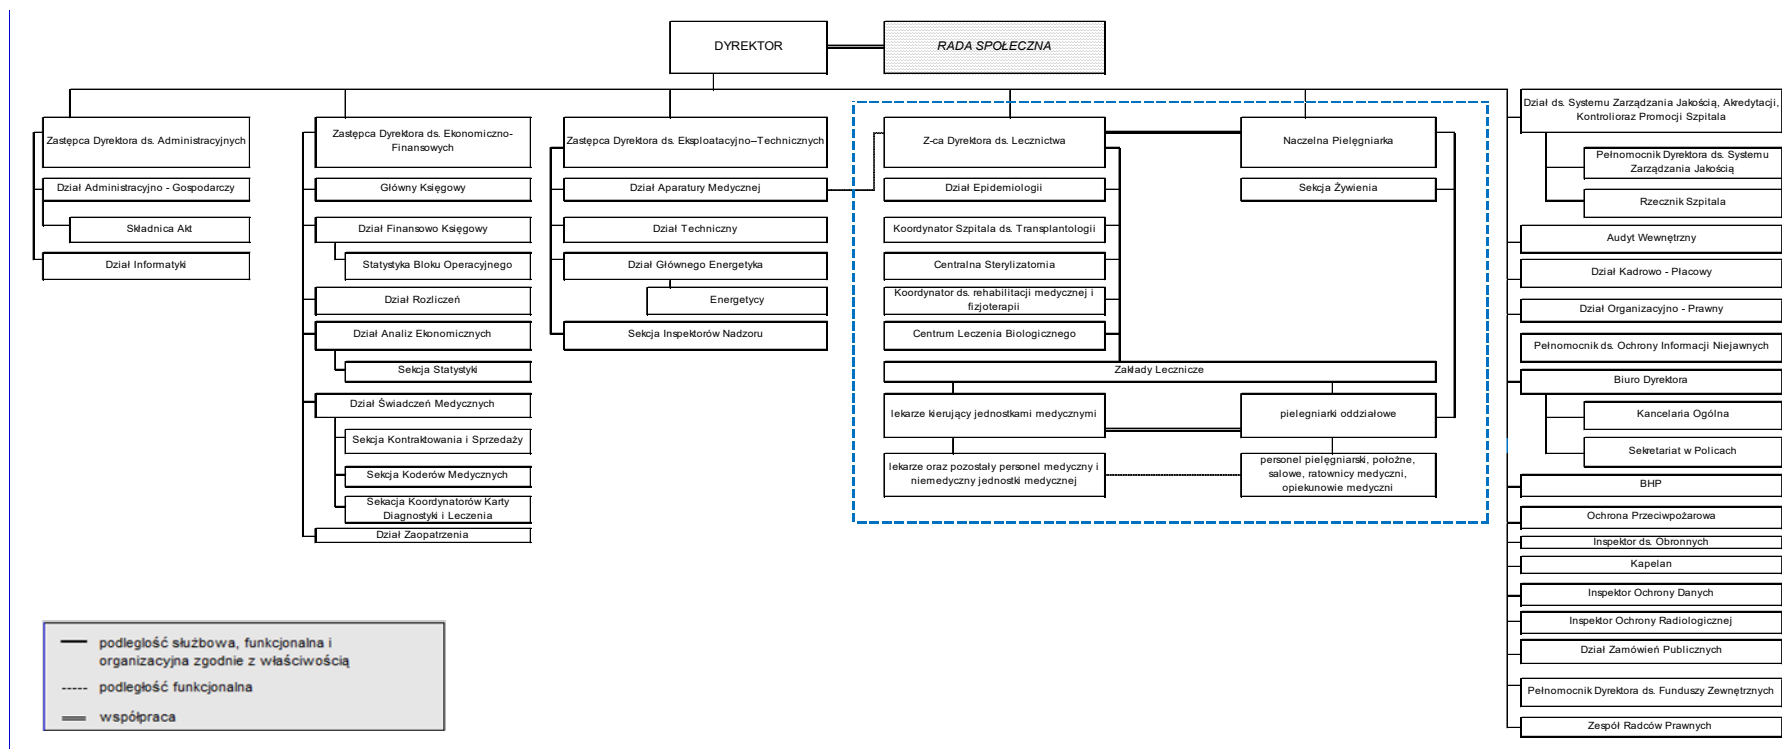 DYREKTOR
RADA SPOŁECZNA
Zastępca Dyrektora ds. Administracyjnych
Dział Administracyjno - Gospodarczy
Składnica Akt
Dział Informatyki
Zastępca Dyrektora ds. Ekonomiczno-
Finansowych
Główny Księgowy
Dział Finansowo Księgowy
Statystyka Bloku Operacyjnego
Dział Rozliczeń
Dział Analiz Ekonomicznych
Sekcja Statystyki
Dział Świadczeń Medycznych
Sekcja Kontraktowania i Sprzedaży
Sekcja Koderów Medycznych
Sekacja Koordynatorów Karty
Diagnostyki i Leczenia
Dział Zaopatrzenia
Zastępca Dyrektora ds. Eksploatacyjno–Technicznych
Dział Aparatury Medycznej
Dział Techniczny
Dział Głównego Energetyka
Energetycy
Sekcja Inspektorów Nadzoru
Z-ca Dyrektora ds. Lecznictwa
Dział Epidemiologii
Koordynator Szpitala ds. Transplantologii
Centralna Sterylizatornia
Koordynator ds. rehabilitacji medycznej i
fizjoterapii
Centrum Leczenia Biologicznego
Naczelna Pielęgniarka
Sekcja Żywienia
Zakłady Lecznicze
lekarze kierujący jednostkami medycznymi
pielegniarki oddziałowe
lekarze oraz pozostały personel medyczny i
niemedyczny jednostki medycznej
personel pielęgniarski, położne,
salowe, ratownicy medyczni,
opiekunowie medyczni
Dział ds. Systemu Zarządzania Jakością, Akredytacji,
Kontrolioraz Promocji Szpitala
Pełnomocnik Dyrektora ds. Systemu
Zarządzania Jakością
Rzecznik Szpitala
Audyt Wewnętrzny
Dział Kadrowo - Płacowy
Dział Organizacyjno - Prawny
Pełnomocnik ds. Ochrony Informacji Niejawnych
Biuro Dyrektora
Kancelaria Ogólna
Sekretariat w Policach
BHP
Ochrona Przeciwpożarowa
Inspektor ds. Obronnych
Kapelan
Inspektor Ochrony Danych
Inspektor Ochrony Radiologicznej
Dział Zamówień Publicznych
Pełnomocnik Dyrektora ds. Funduszy Zewnętrznych
Zespół Radców Prawnych
podległość służbowa, funkcjonalna i
organizacyjna zgodnie z właściwością
podległość funkcjonalna
współpraca